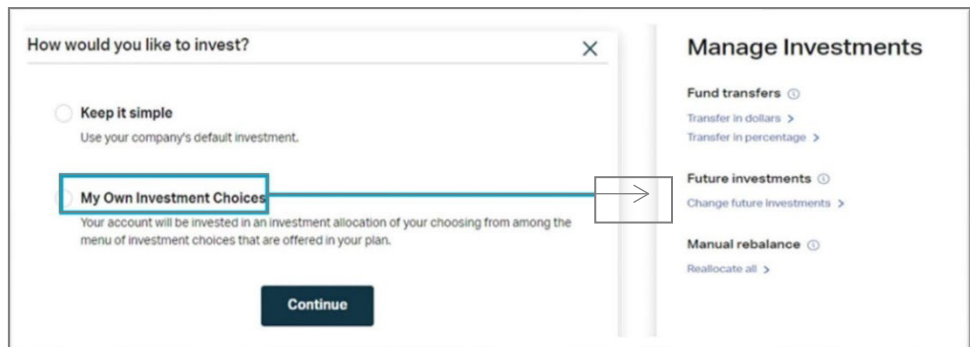 How would you like to invest?
Keep it simple
Use your company's default investment.
My Own Investment Choices
Your account will be invested in an investment allocation of your choosing from among the
menu of investment choices that are offered in your plan.
Continue
Manage Investments
Fund transfers
Transfer in dollars >
Transfer in percentage >
Future investments
Change future investments >
Manual rebalance
Reallocate all >